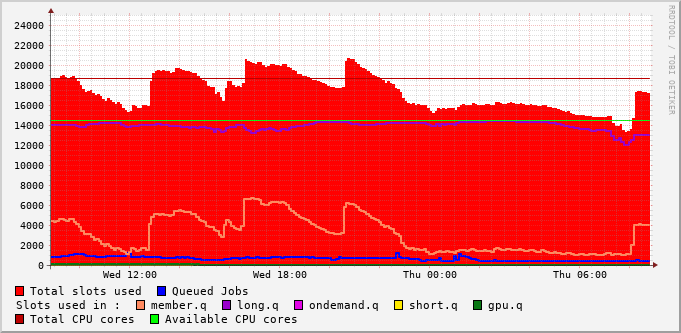 24000
22000
20000
18000
16000
14000
12000
10000
8000
6000
4000
2000
0
Wed 12:00 Wed 18:00 Thu 00:00 Thu 06:00
RRDTOOL / TOBI OETIKER
Total slots used Queued Jobs
Slots used in : member.q long.q ondemand.q short.q gpu.q
Total CPU cores Available CPU cores